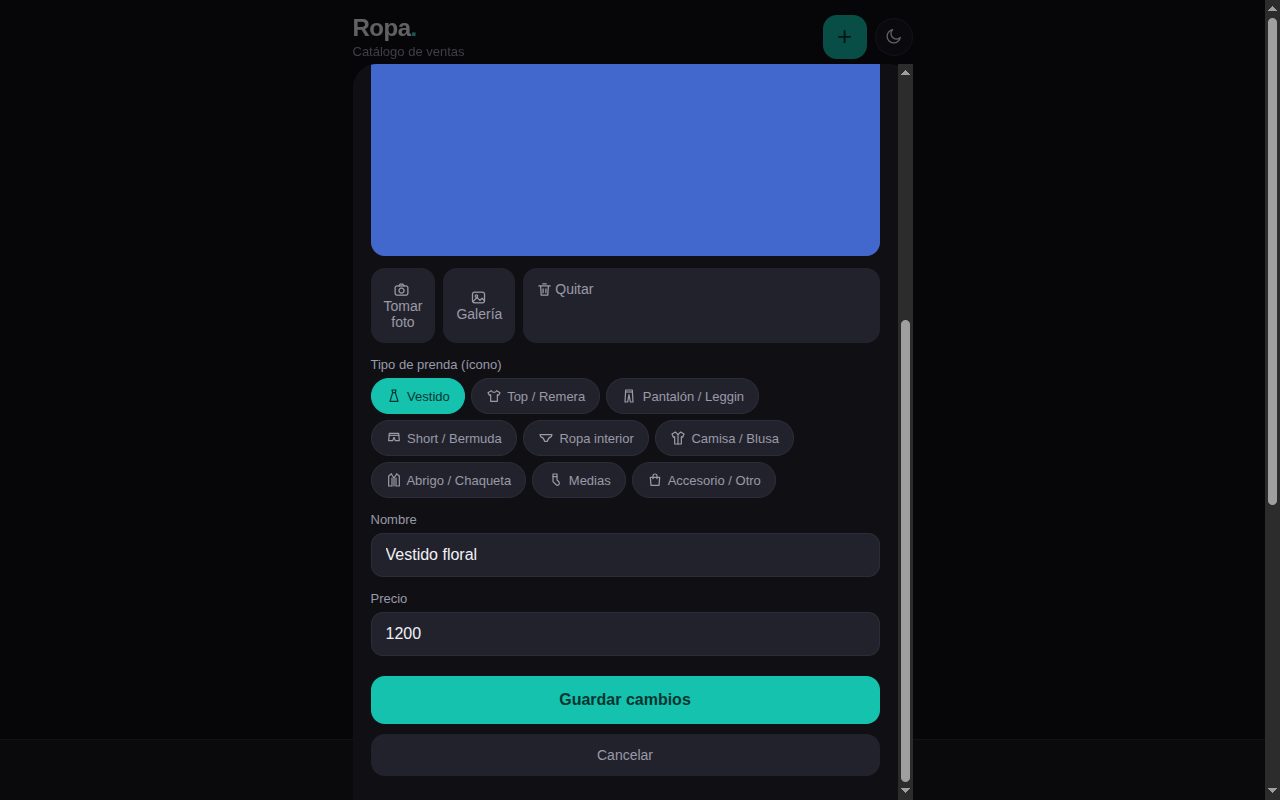 Ropa.
Catálogo de ventas
+
Tomar foto
Galería
Quitar
Tipo de prenda (ícono)
Vestido
Top / Remera
Pantalón / Leggin
Short / Bermuda
Ropa interior
Camisa / Blusa
Abrigo / Chaqueta
Medias
Accesorio / Otro
Nombre
Vestido floral
Precio
1200
Guardar cambios
Cancelar